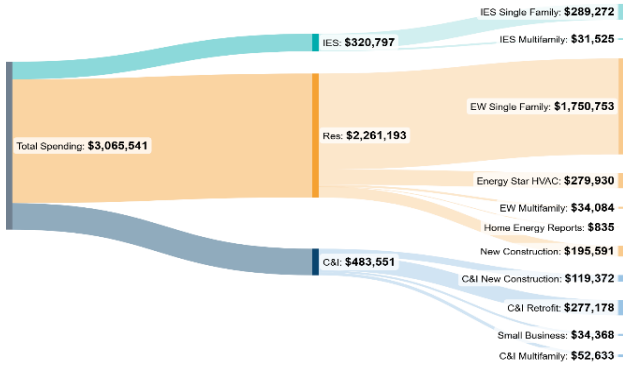 IES Single Family: $289,272
IES: $320,797
IES Multifamily: $31,525
EW Single Family: $1,750,753
Res: $2,261,193
Total Spending: $3,065,541
Energy Star HVAC: $279,930
EW Multifamily: $34,084
Home Energy Reports: $835
New Construction: $195,591
C&I: $483,551
C&I New Construction: $119,372
C&I Retrofit: $277,178
Small Business: $34,368
C&I Multifamily: $52,633